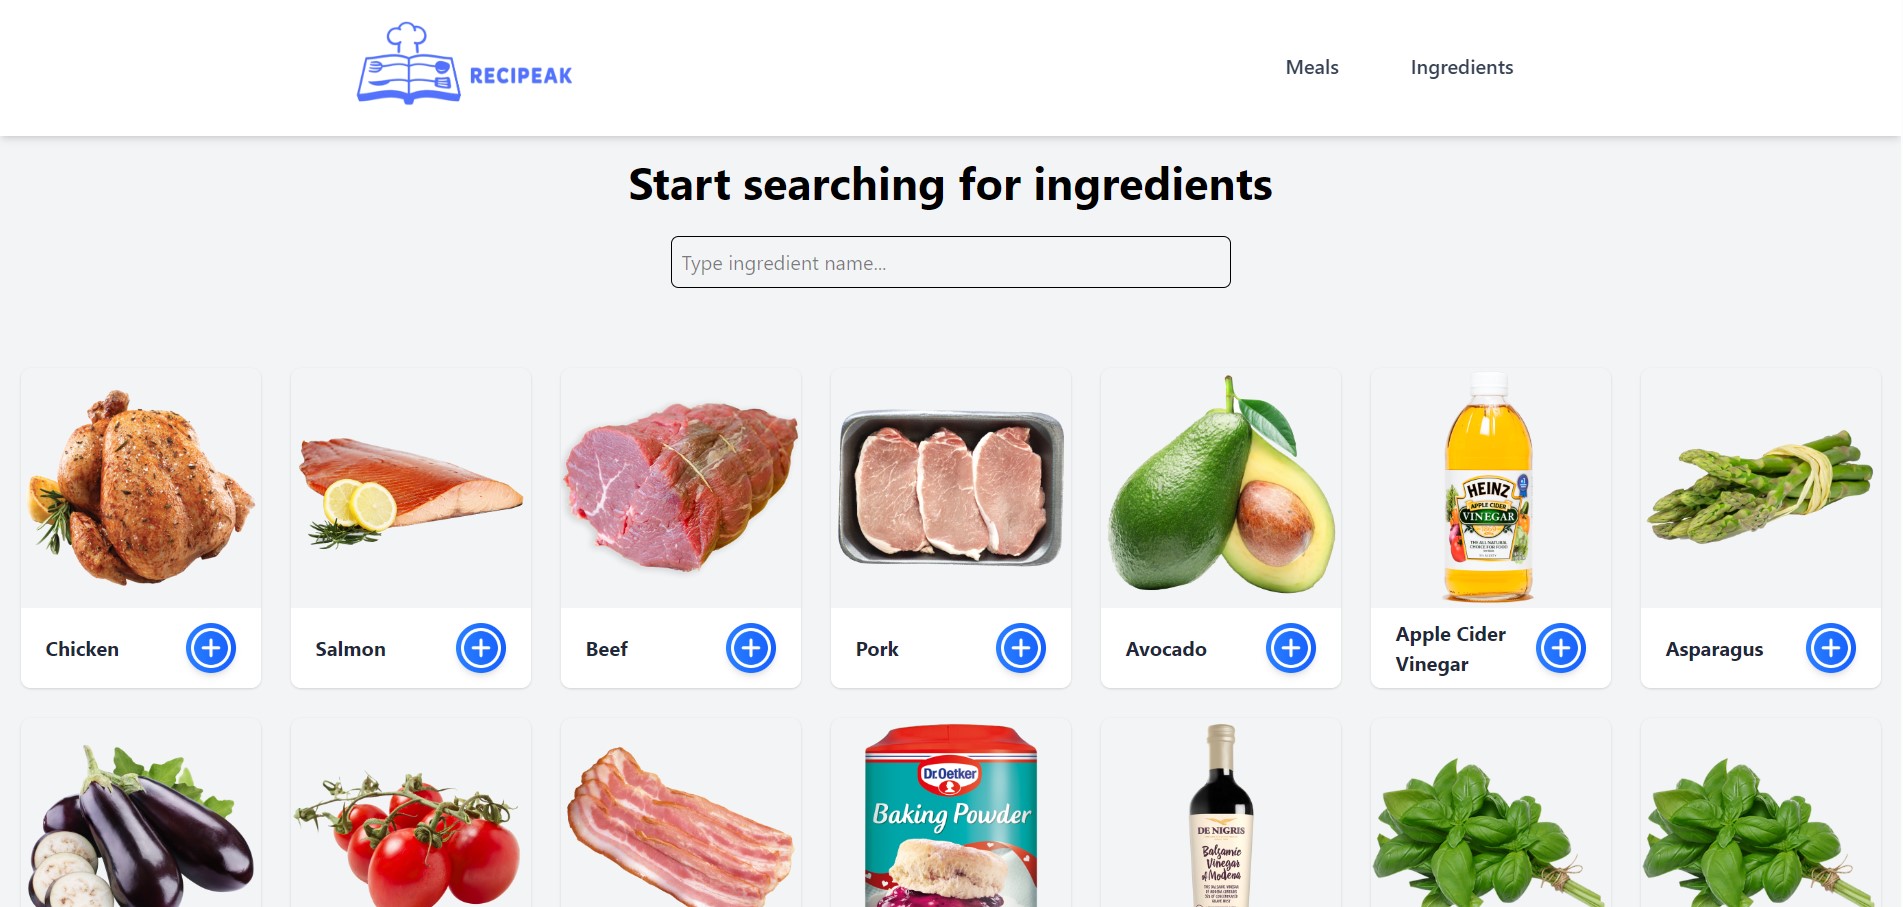 RECIPEAK
Meals
Ingredients
Start searching for ingredients
Type ingredient name...
HEINZ
APPLE CIDER
VINEGAR
Chicken
Salmon
Beef
Pork
Avocado
Apple Cider
Vinegar
Asparagus
Dr.Oetker
Baking Powder
DE NIGRIS
Balsamic
Vinegar
of Modena